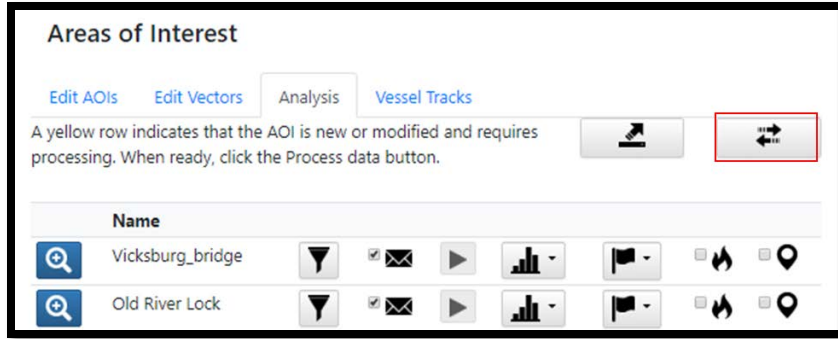 Areas of Interest
Edit AOIs Edit Vectors Analysis Vessel Tracks
A yellow row indicates that the AOI is new or modified and requires
processing. When ready, click the Process data button.
Name
Vicksburg_bridge
Old River Lock